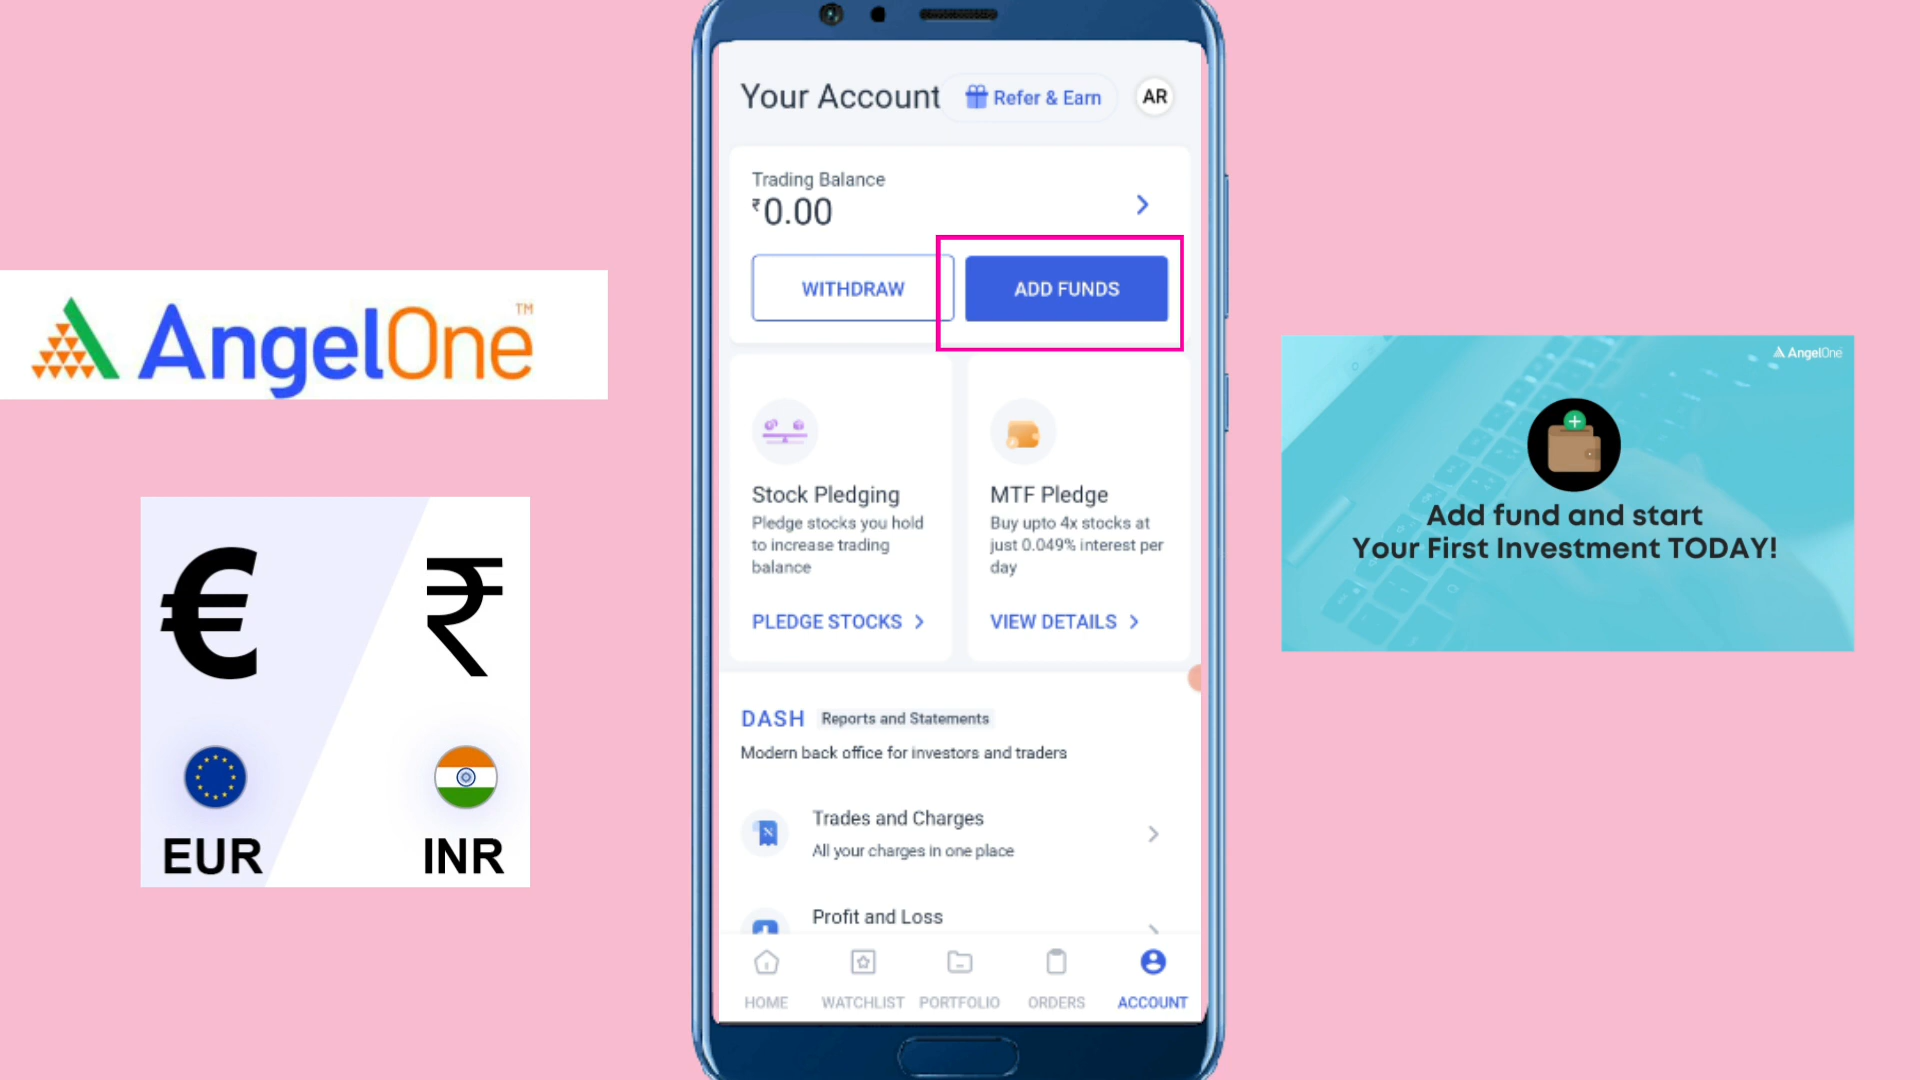 AngelOne™
€ ₹
EUR INR
Your Account
Refer & Earn
AR
Trading Balance
₹0.00
WITHDRAW
ADD FUNDS
Stock Pledging
Pledge stocks you hold
to increase trading
balance
PLEDGE STOCKS
MTF Pledge
Buy upto 4x stocks at
just 0.049% interest per
day
VIEW DETAILS
DASH Reports and Statements
Modern back office for investors and traders
Trades and Charges
All your charges in one place
Profit and Loss
HOME WATCHLIST PORTFOLIO ORDERS ACCOUNT
AngelOne
Add fund and start
Your First Investment TODAY!